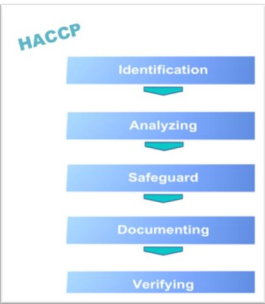 HACCP
Identification
Analyzing
Safeguard
Documenting
Verifying